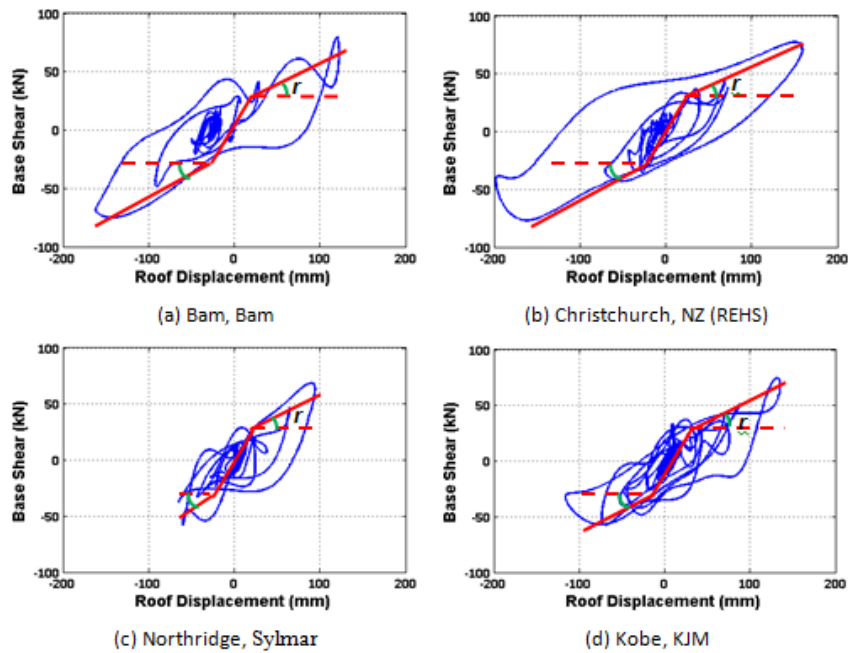 100
50
0
-50
-100
Base Shear (kN)
r
-200 -100 0 100 200
Roof Displacement (mm)
(a) Bam, Bam
100
50
0
-50
-100
Base Shear (kN)
r
-200 -100 0 100 200
Roof Displacement (mm)
(b) Christchurch, NZ (REHS)
100
50
0
-50
-100
Base Shear (kN)
r
-200 -100 0 100 200
Roof Displacement (mm)
(c) Northridge, Sylmar
100
50
0
-50
-100
Base Shear (kN)
r
-200 -100 0 100 200
Roof Displacement (mm)
(d) Kobe, KJM